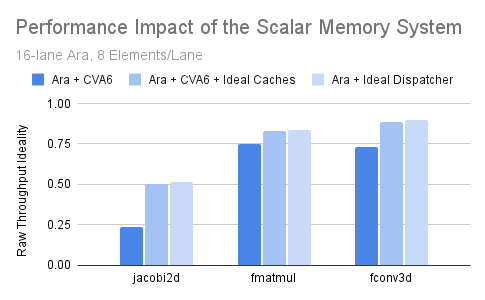 Performance Impact of the Scalar Memory System
16-lane Ara, 8 Elements/Lane
Ara + CVA6
Ara + CVA6 + Ideal Caches
Ara + Ideal Dispatcher
Raw Throughput Ideality
1.00
0.75
0.50
0.25
0.00
jacobi2d
fmatmul
fconv3d